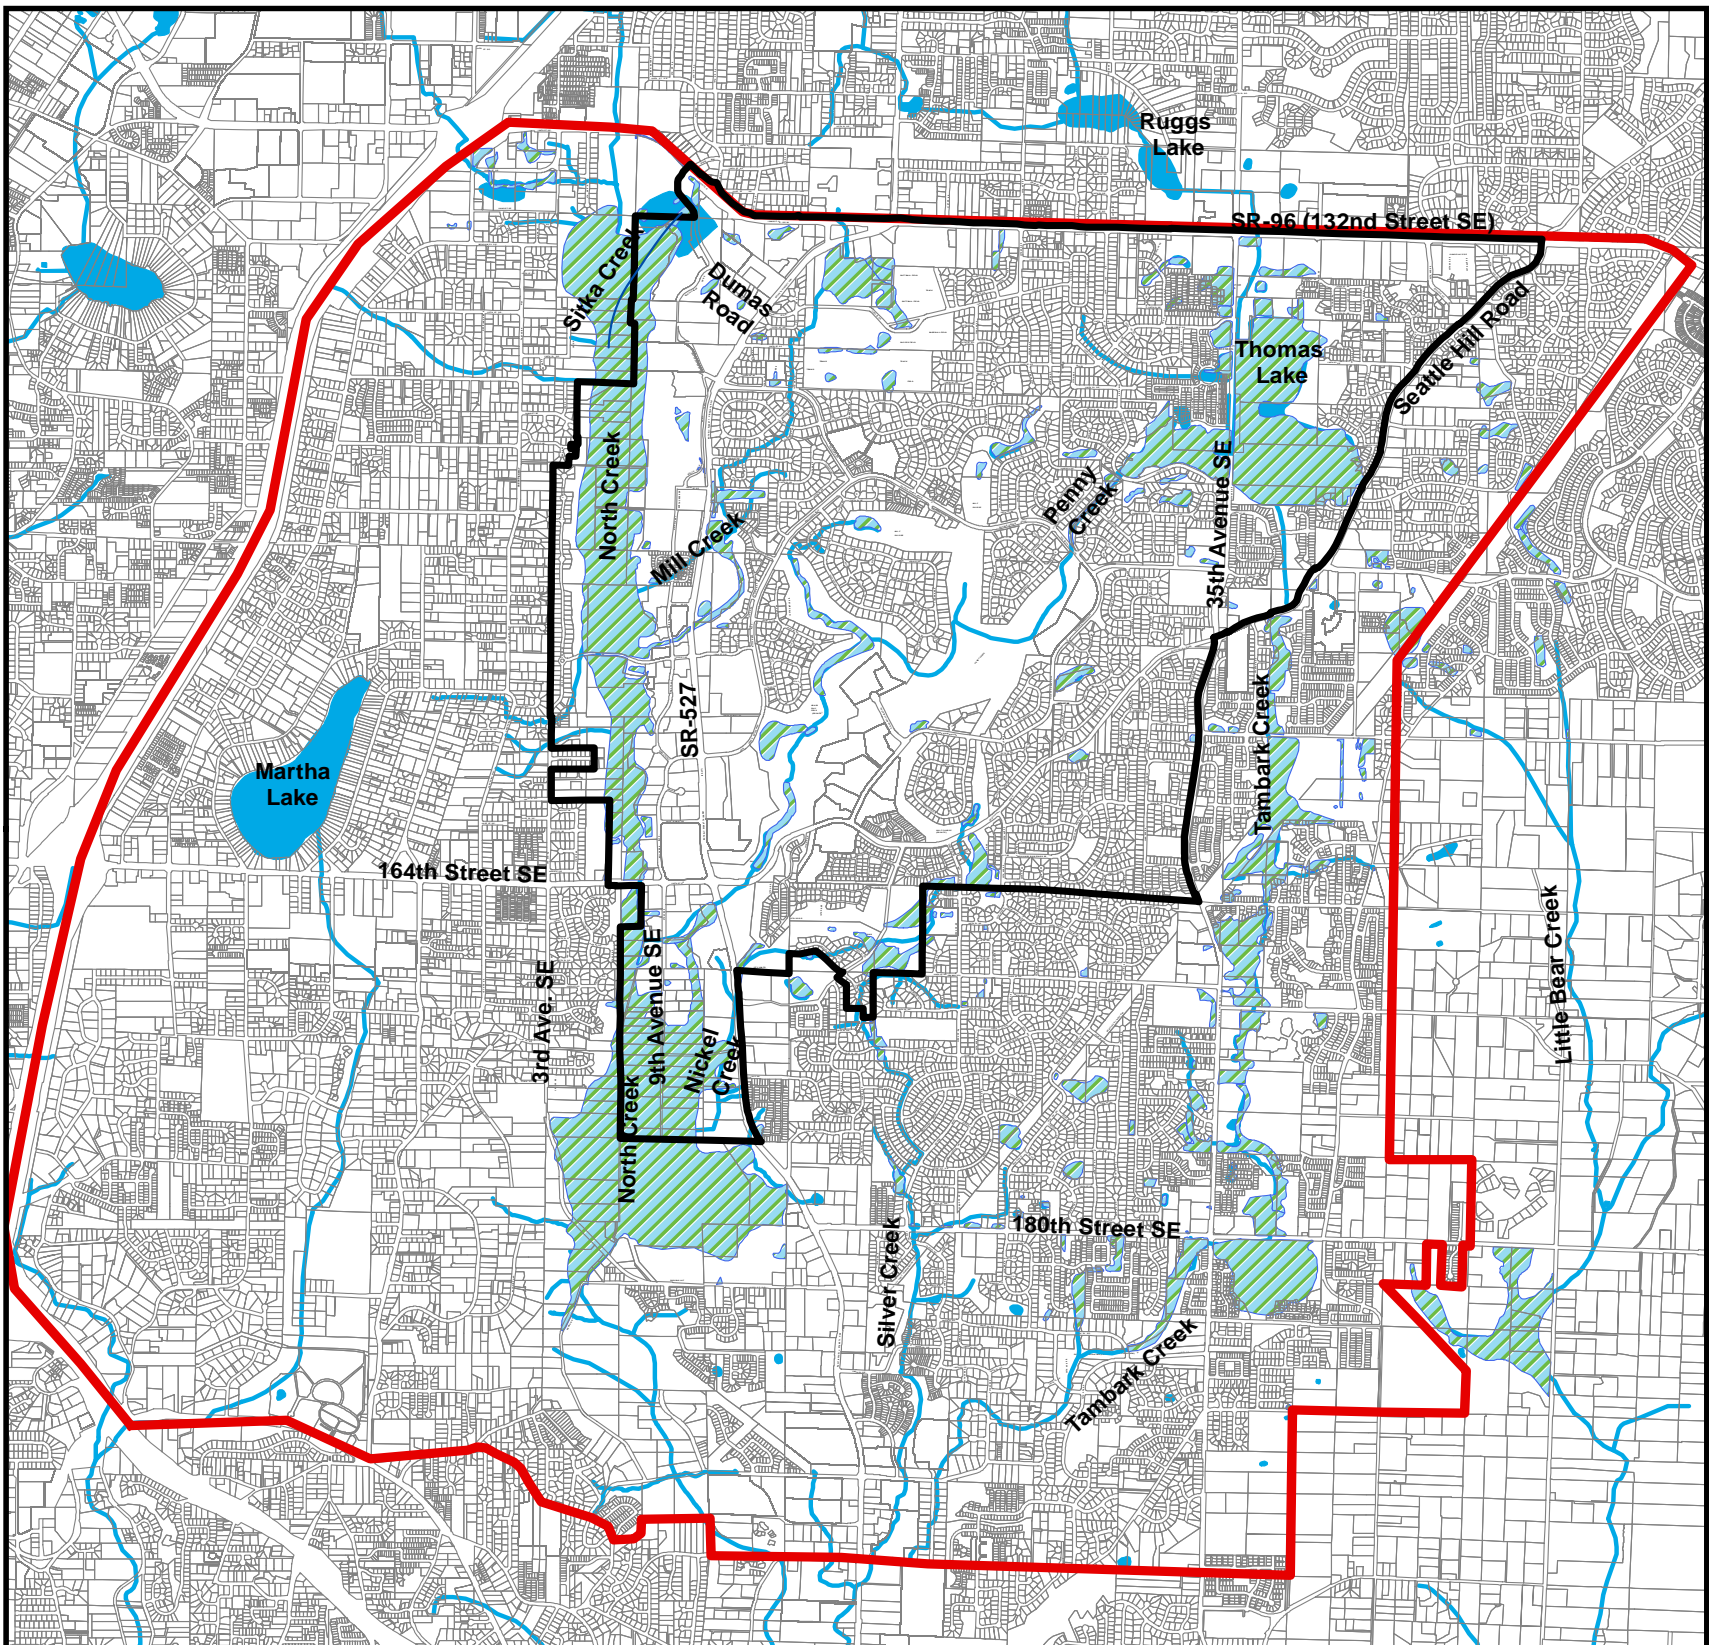 Ruggs
Lake
SR-96 (132nd Street SE)
Sitka Creek
Dumas
Road
Seattle Hill Road
Thomas
Lake
North Creek
Mill Creek
Penny
Creek
35th Avenue SE
SR-527
Tambark Creek
Martha
Lake
164th Street SE
3rd Ave. SE
9th Avenue SE
Nickel
Creek
Little Bear Creek
North Creek
180th Street SE
Silver Creek
Tambark Creek